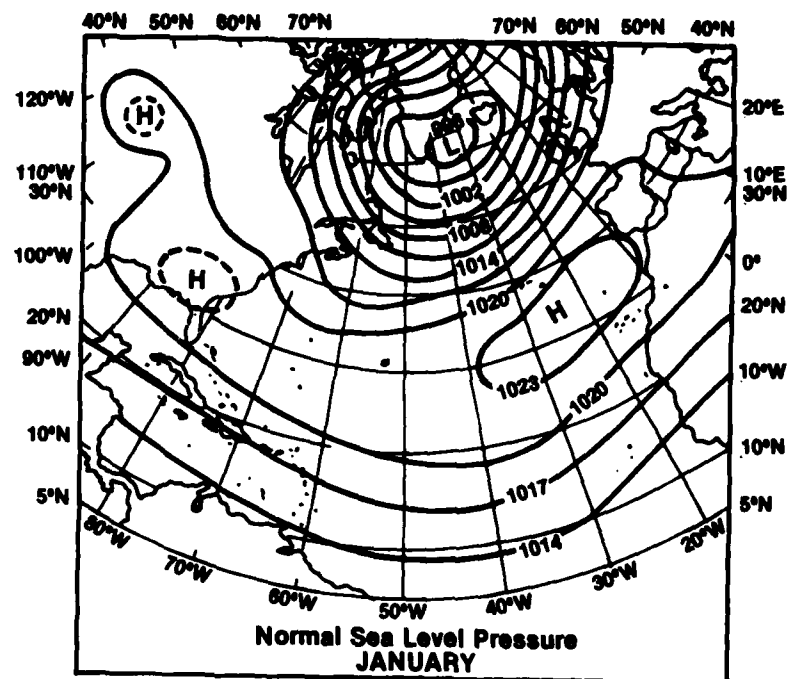 40°N 50°N 60°N 70°N 70°N 60°N 50°N 40°N
120°W
20°E
H
L
110°W
10°E
30°N
30°N
1002
1008
100°W
0°
1014
H
1020
20°N
20°N
H
90°W
10°W
1023
1020
10°N
10°N
1017
5°N
5°N
1014
80°W
20°W
70°W
30°W
60°W
40°W
50°W
Normal Sea Level Pressure
JANUARY